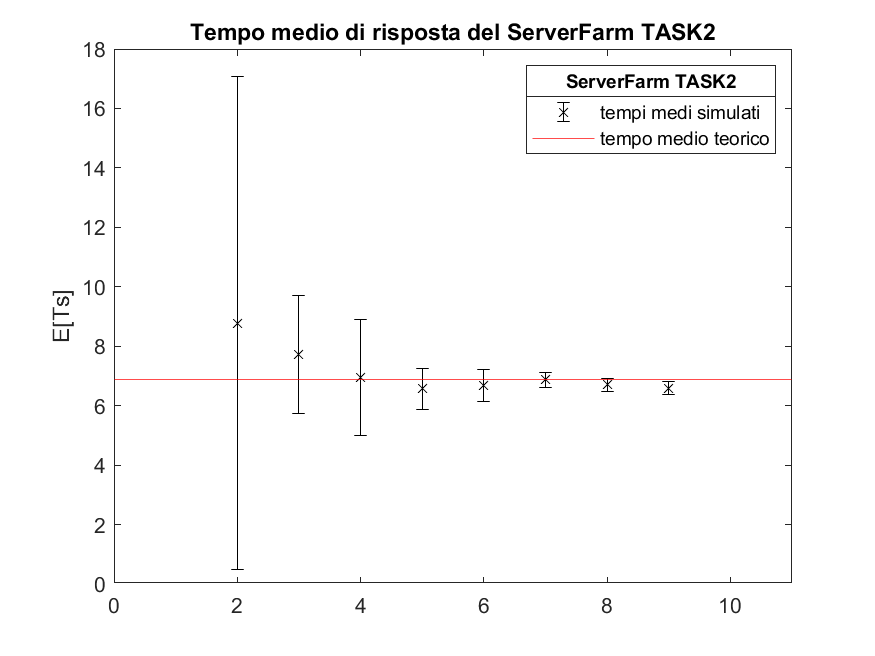 Tempo medio di risposta del ServerFarm TASK2
18
16
14
12
10
8
6
4
2
0
E[Ts]
ServerFarm TASK2
tempi medi simulati
tempo medio teorico
0 2 4 6 8 10